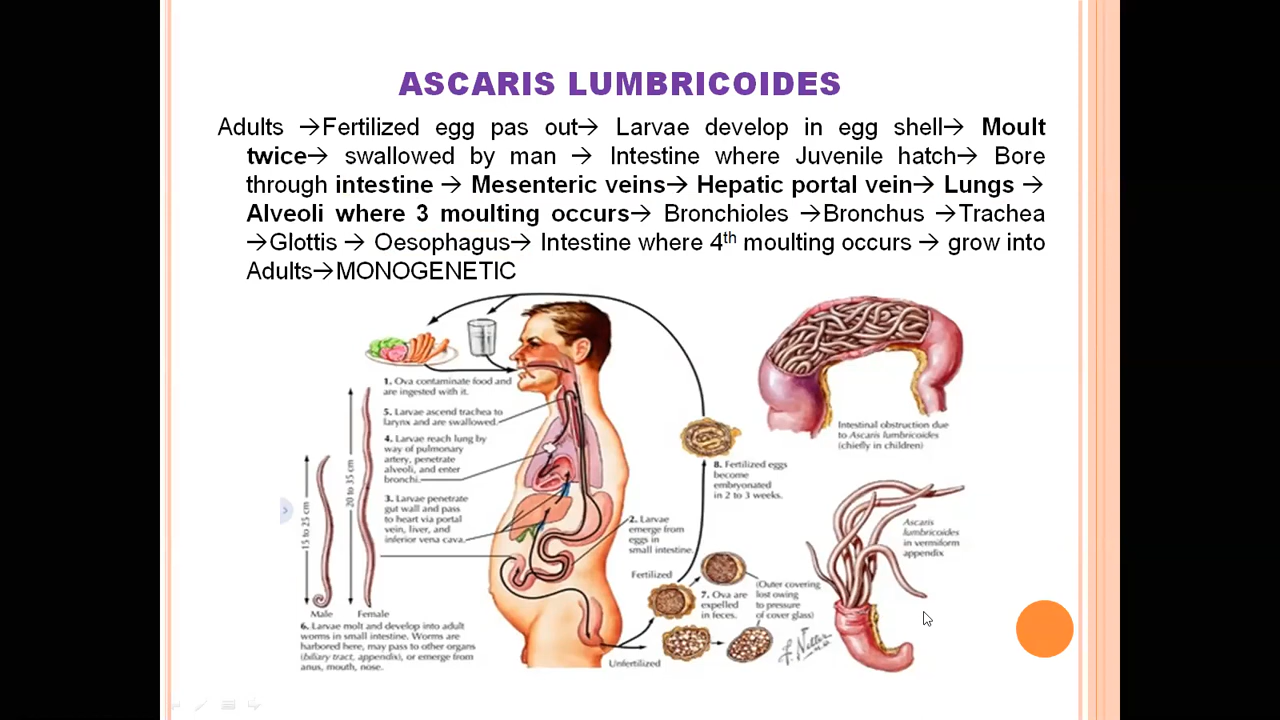 ASCARIS LUMBRICOIDES
Adults →Fertilized egg pas out→ Larvae develop in egg shell→ Moult
twice→ swallowed by man → Intestine where Juvenile hatch→ Bore
through intestine → Mesenteric veins→ Hepatic portal vein→ Lungs →
Alveoli where 3 moulting occurs→ Bronchioles →Bronchus →Trachea
→Glottis → Oesophagus→ Intestine where 4th moulting occurs → grow into
Adults→MONOGENETIC
1. Ova contaminate food and
are ingested with it.
5. Larvae ascend trachea to
larynx and are swallowed.
4. Larvae reach lung by
way of pulmonary
artery, penetrate
alveoli, and enter
bronchi.
3. Larvae penetrate
gut wall and pass
to heart via portal
vein, liver, and
inferior vena cava.
2. Larvae
emerge from
eggs in
small intestine.
15 to 25 cm
20 to 35 cm
Male
Female
6. Larvae molt and develop into adult
worms in small intestine. Worms are
harbored here, may pass to other organs
(biliary tract, appendix), or emerge from
anus, mouth, nose.
Fertilized
Unfertilized
7. Ova are
expelled
in feces.
(Outer covering
lost owing
to pressure
of cover glass)
8. Fertilized eggs
become
embryonated
in 2 to 3 weeks.
Intestinal obstruction due
to Ascaris lumbricoides
(chiefly in children)
Ascaris
lumbricoides
in vermiform
appendix
F. Netter
M.D.